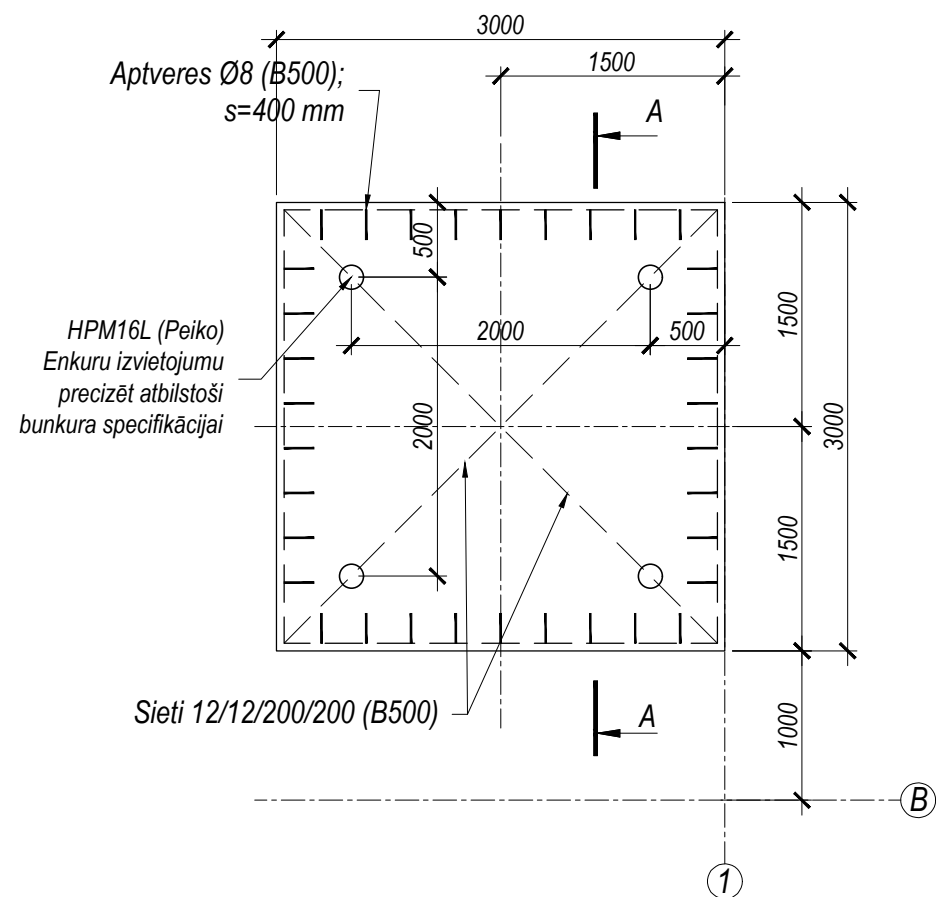 3000
1500
Aptveres Ø8 (B500);
s=400 mm
A
500
HPM16L (Peiko)
Enkuru izvietojumu
precizēt atbilstoši
bunkura specifikācijai
2000
500
1500
2000
3000
1500
Sieti 12/12/200/200 (B500)
A
1000
B
1